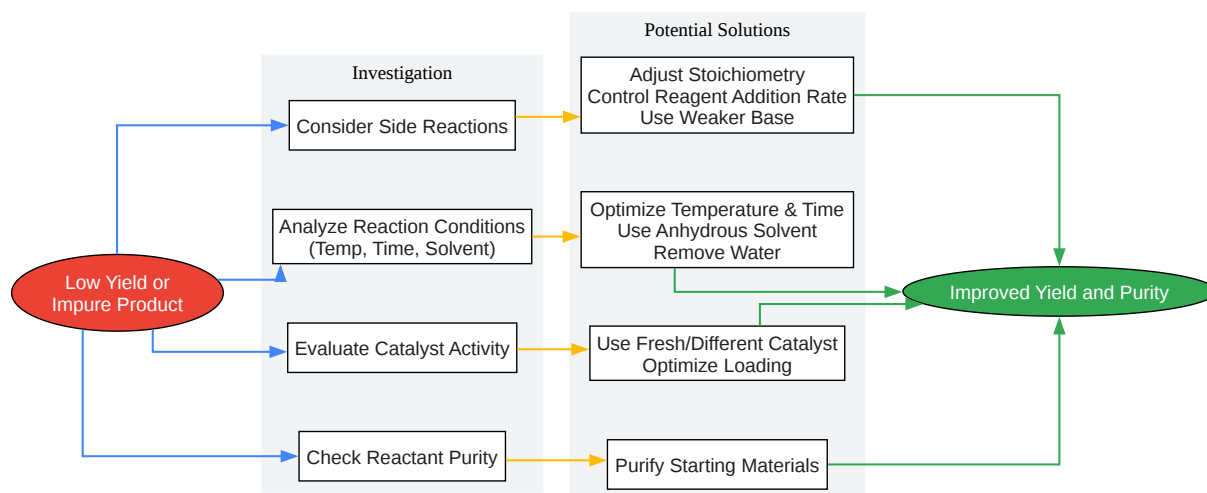 Potential Solutions
Investigation
Adjust Stoichiometry
Control Reagent Addition Rate
Use Weaker Base
Consider Side Reactions
Analyze Reaction Conditions
(Temp, Time, Solvent)
Optimize Temperature & Time
Use Anhydrous Solvent
Remove Water
Low Yield or
Impure Product
Improved Yield and Purity
Evaluate Catalyst Activity
Use Fresh/Different Catalyst
Optimize Loading
Check Reactant Purity
Purify Starting Materials